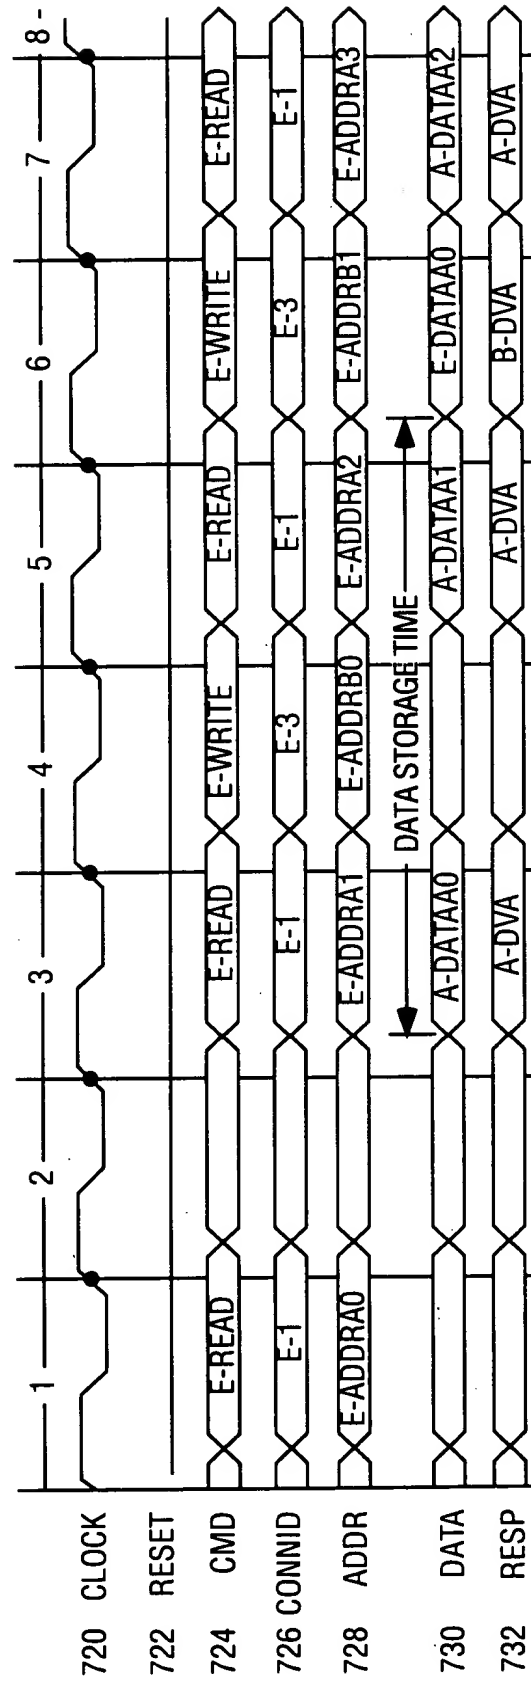 1 2 3 4 5 6 7 8
720 CLOCK
722 RESET
724 CMD E-READ E-READ E-WRITE E-READ E-WRITE E-READ
726 CONNID E-1 E-1 E-3 E-1 E-3 E-1
728 ADDR E-ADDRA0 E-ADDRA1 E-ADDRB0 E-ADDRA2 E-ADDRB1 E-ADDRA3
DATA STORAGE TIME
730 DATA A-DATAA0 A-DATAA1 E-DATAA0 A-DATAA2
732 RESP A-DVA A-DVA B-DVA A-DVA